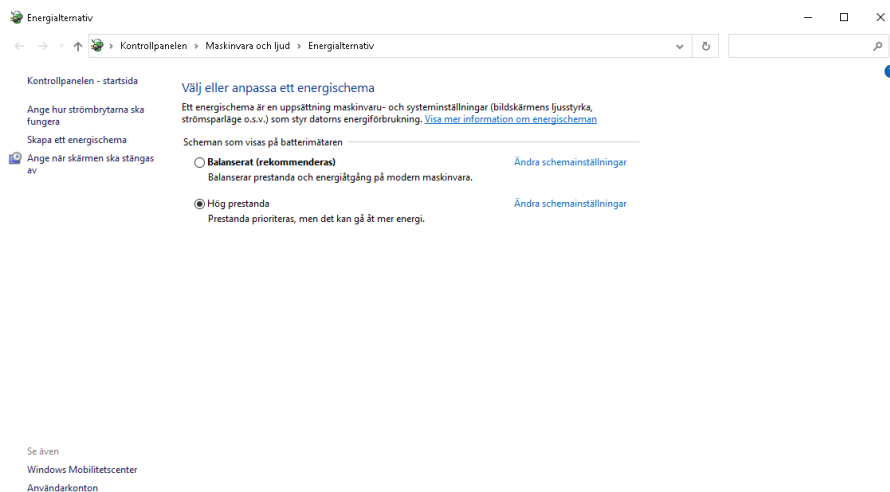 Energialternativ
Kontrollpanelen › Maskinvara och ljud › Energialternativ
Kontrollpanelen - startsida
Ange hur strömbrytarna ska
fungera
Skapa ett energischema
Ange när skärmen ska stängas
av
Välj eller anpassa ett energischema
Ett energischema är en uppsättning maskinvaru- och systeminställningar (bildskärmens ljusstyrka,
strömsparläge o.s.v.) som styr datorns energiförbrukning. Visa mer information om energischeman
Scheman som visas på batterimätaren
Balanserat (rekommenderas) Ändra schemainställningar
Balanserar prestanda och energiåtgång på modern maskinvara.
Hög prestanda Ändra schemainställningar
Prestanda prioriteras, men det kan gå åt mer energi.
Se även
Windows Mobilitetscenter
Användarkonton